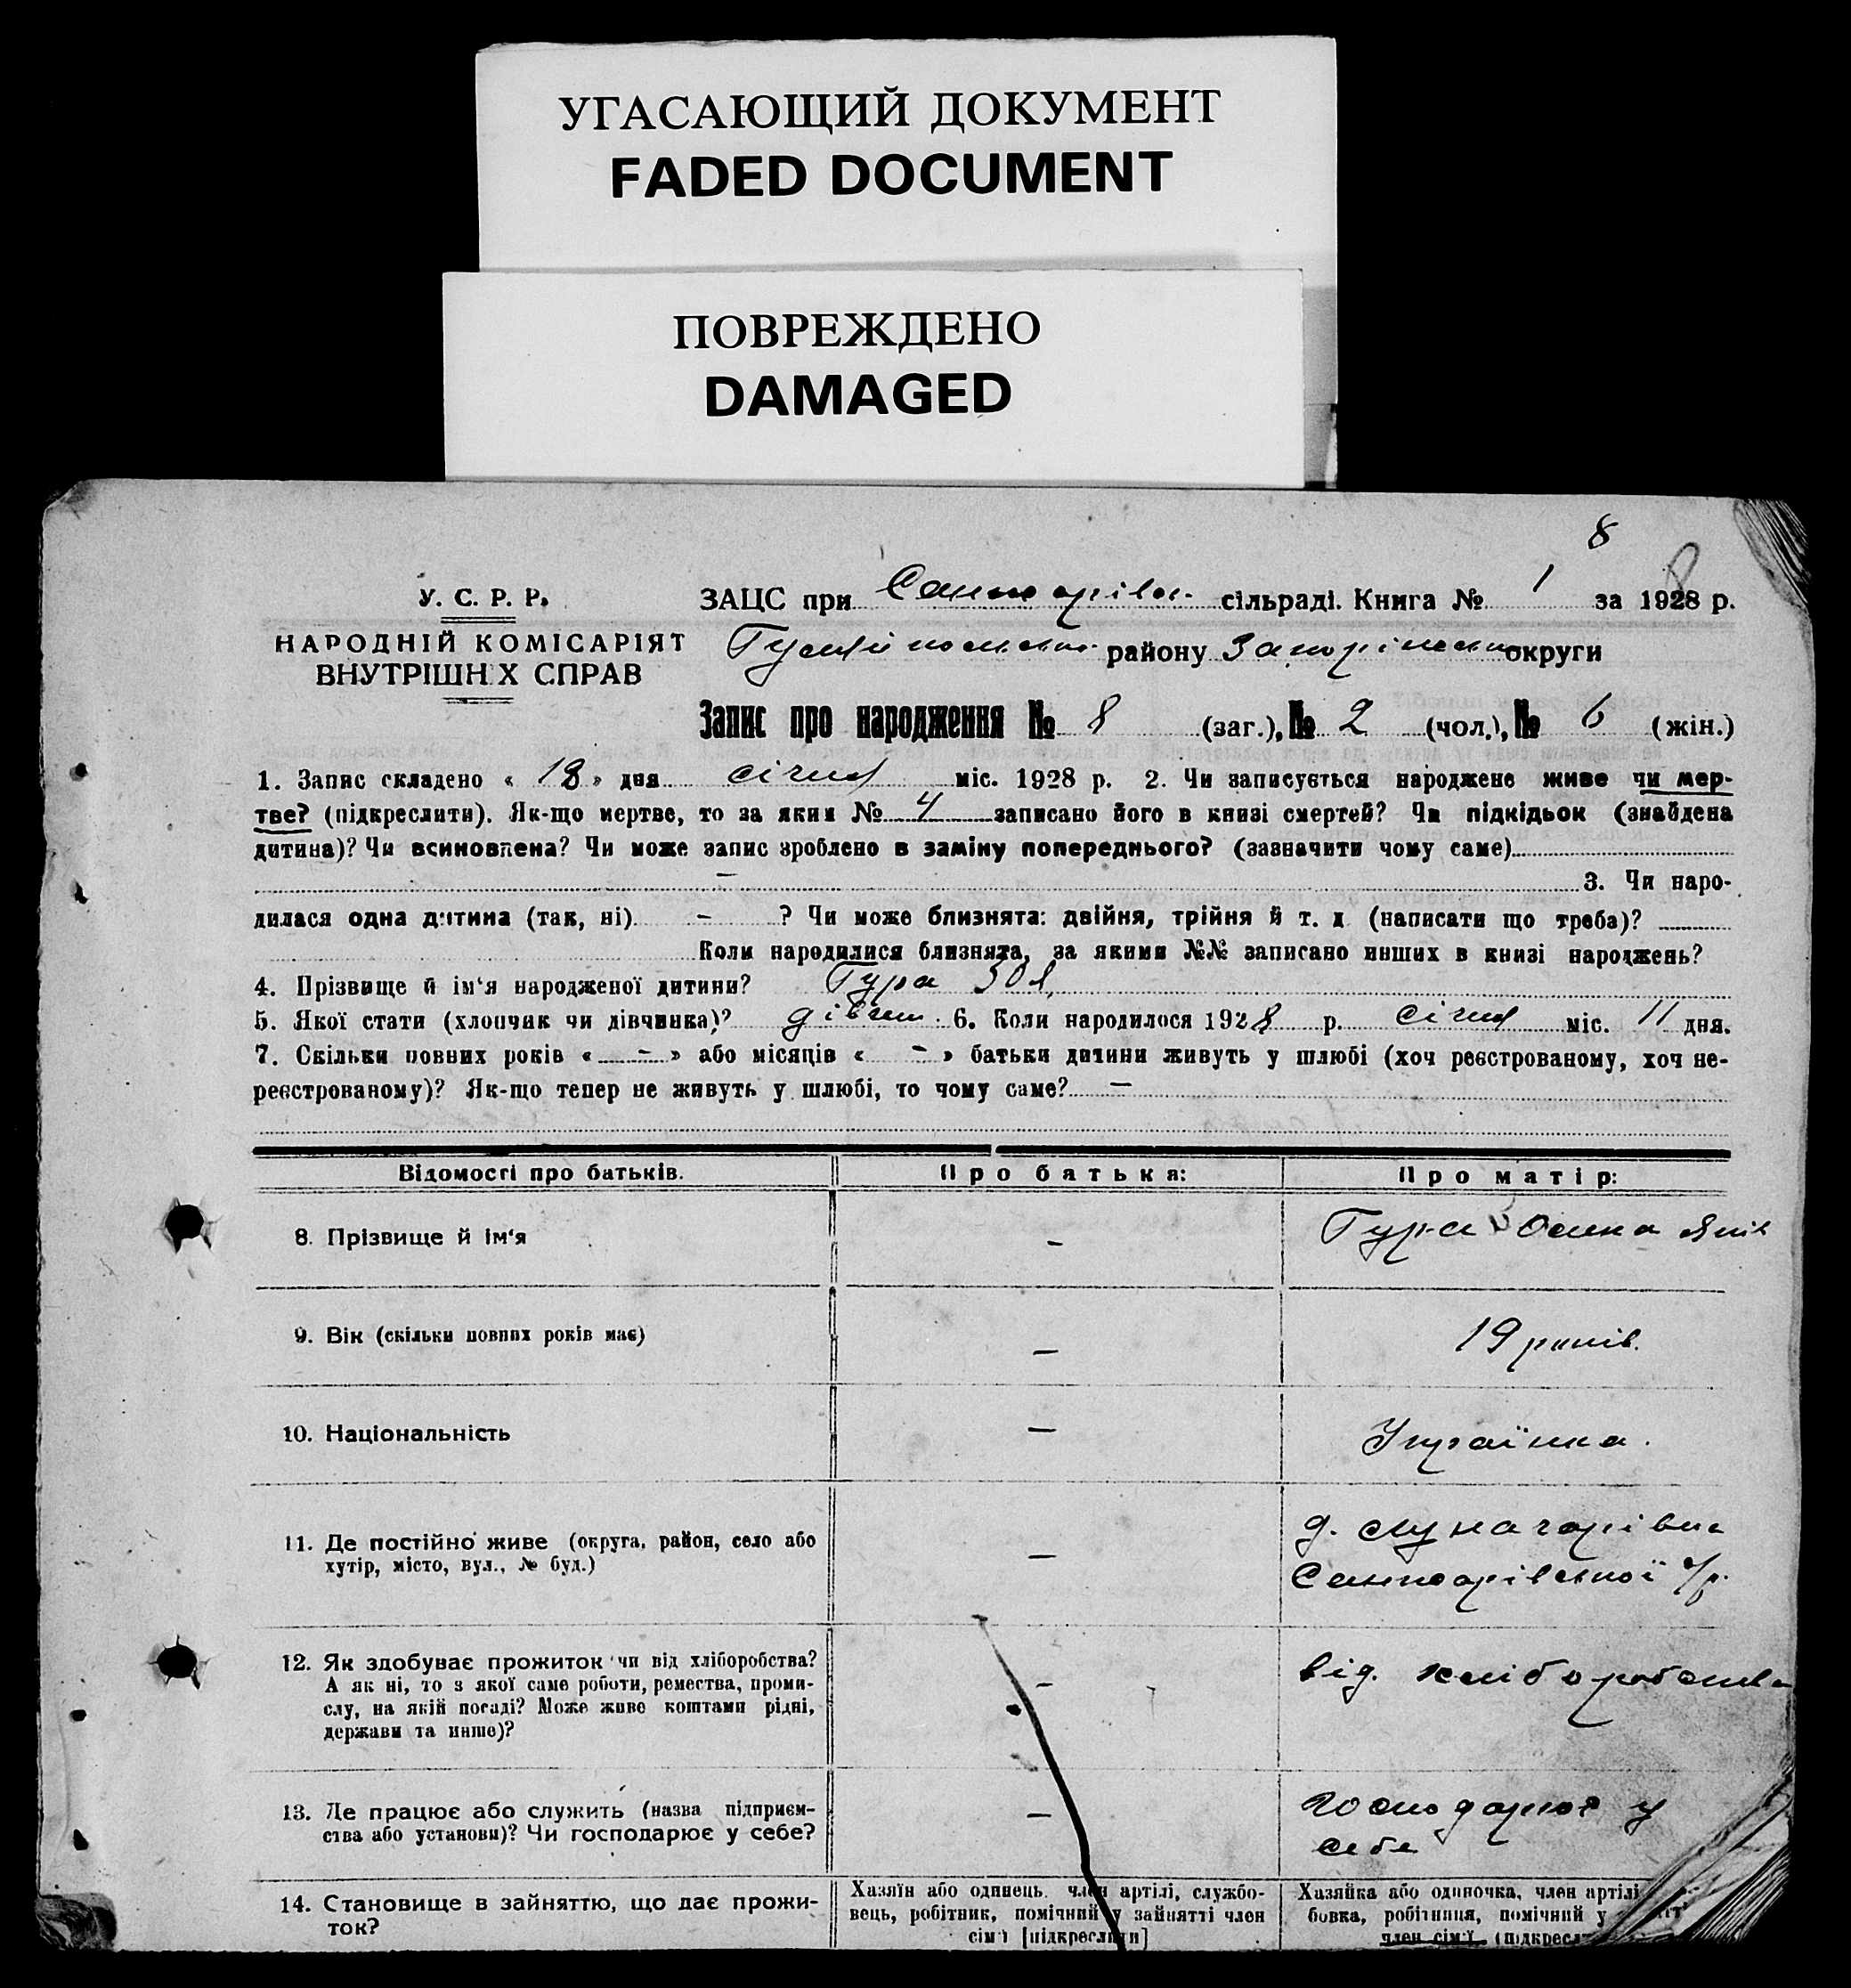 УГАСАЮЩИЙ ДОКУМЕНТ
FADED DOCUMENT
ПОВРЕЖДЕНО
DAMAGED
8
У. С. Р. Р.
НАРОДНІЙ КОМІСАРІЯТ
ВНУТРІШН Х СПРАВ
ЗАЦС при сільраді. Книга № 1 за 1928 р.
району округи
Запис про народження № 8 (заг.), № 2 (чол.), № 6 (жін.)
1. Запис складено « 18 » дня січня міс. 1928 р. 2. Чи записується народжене живе чи мер-
тве? (підкреслити). Як-що мертве, то за яким № 4 записано його в книзі смертей? Чи підкідьок (знайдена
дитина)? Чи всиновлена? Чи може запис зроблено в заміну попереднього? (зазначити чому саме)
– 3. Чи наро-
дилася одна дитина (так, ні) – ? Чи може близнята: двійня, трійня й т. д (написати що треба)?
Коли народилися близнята, за якими №№ записано инших в книзі народжень?
4. Прізвище й ім'я народженої дитини? Гура Зоя,
5. Якої стати (хлопчик чи дівчинка)? дівчин. 6. Коли народилося 1928 р. січня міс. 11 дня.
7. Скільки повних років « – » або місяців « – » батьки дитини живуть у шлюбі (хоч реєстрованому, хоч не-
реєстрованому)? Як-що тепер не живуть у шлюбі, то чому саме? –
Відомості про батьків. Про батька: Про матір:
8. Прізвище й ім'я – Гура Яків
9. Вік (скільки повних років має) – 19 років.
10. Національність – Українка.
11. Де постійно живе (округа, район, село або
хутір, місто, вул., № буд.) – д. Луначарівка
с/р.
12. Як здобуває прожиток чи від хліборобства?
А як ні, то з якої саме роботи, ремества, проми-
слу, на якій посаді? Може живе коштами рідні,
держави та инше)? – від. хліборобства
13. Де працює або служить (назва підприєм-
ства або установи)? Чи господарює у себе? – господарює у
себе
14. Становище в зайняттю, що дає прожи-
ток?
Хазяїн або одинець, член артілі, службо-
вець, робітник, помічний у зайнятті член
сім'ї [підкреслити]
Хазяйка або одиночка, член артілі
бовка, робітниця, помічний у
член сім'ї (підкресл